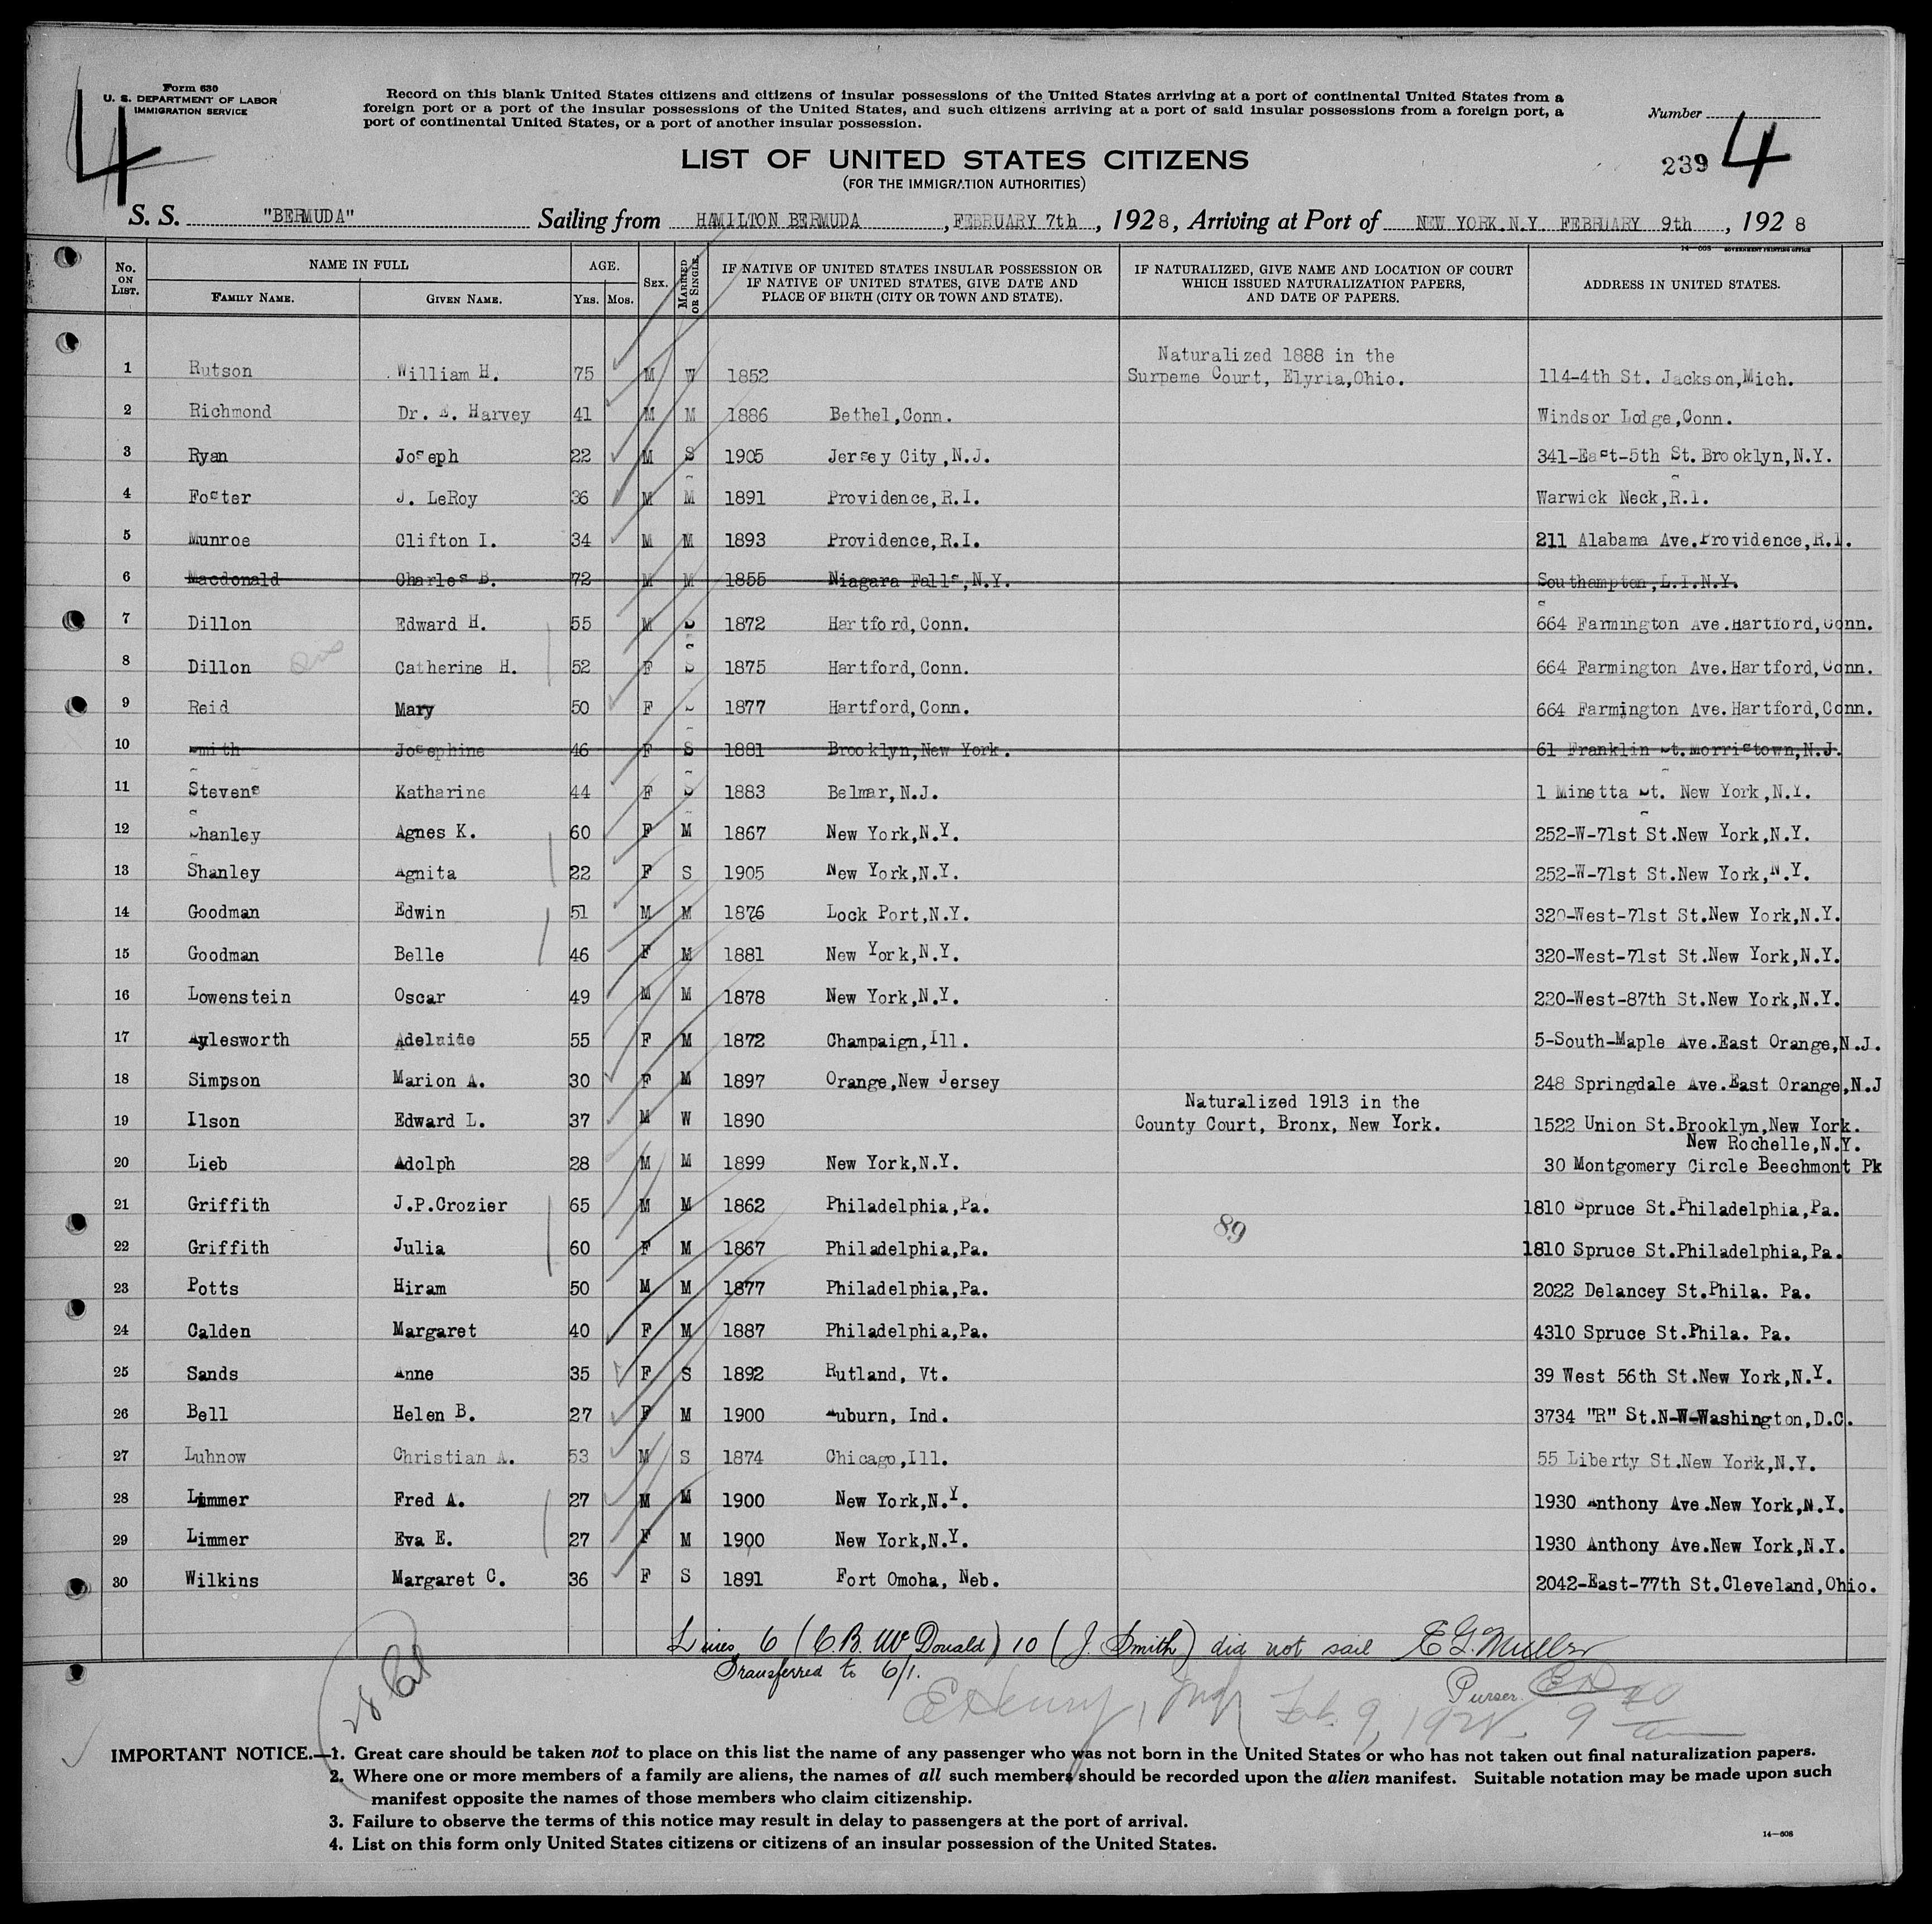 Form 630
U. S. DEPARTMENT OF LABOR
IMMIGRATION SERVICE
4
Record on this blank United States citizens and citizens of insular possessions of the United States arriving at a port of continental United States from a
foreign port or a port of the insular possessions of the United States, and such citizens arriving at a port of said insular possessions from a foreign port, a
port of continental United States, or a port of another insular possession.
Number
239 4
LIST OF UNITED STATES CITIZENS
(FOR THE IMMIGRATION AUTHORITIES)
S. S. "BERMUDA" Sailing from HAMILTON BERMUDA, FEBRUARY 7th, 1928, Arriving at Port of NEW YORK.N.Y. FEBRUARY 9th, 1928
14-608 GOVERNMENT PRINTING OFFICE
No. ON LIST. NAME IN FULL AGE. SEX. MARRIED OR SINGLE. IF NATIVE OF UNITED STATES INSULAR POSSESSION OR IF NATIVE OF UNITED STATES, GIVE DATE AND PLACE OF BIRTH (CITY OR TOWN AND STATE). IF NATURALIZED, GIVE NAME AND LOCATION OF COURT WHICH ISSUED NATURALIZATION PAPERS, AND DATE OF PAPERS. ADDRESS IN UNITED STATES.
FAMILY NAME. GIVEN NAME. YRS. MOS.
Naturalized 1888 in the
1 Rutson William H. 75 M W 1852 Surpeme Court, Elyria,Ohio. 114-4th St. Jackson,Mich.
2 Richmond Dr. E. Harvey 41 M M 1886 Bethel,Conn. Windsor Lodge,Conn.
3 Ryan Joseph 22 M S 1905 Jersey City,N.J. 341-East-5th St.Brooklyn,N.Y.
4 Foster J. LeRoy 36 M M 1891 Providence,R.I. Warwick Neck,R.I.
5 Munroe Clifton I. 34 M M 1893 Providence,R.I. 211 Alabama Ave.Providence,R.I.
6 Macdonald Charles B. 72 M M 1855 Niagara Falls,N.Y. Southampton,L.I.N.Y.
7 Dillon Edward H. 55 M S 1872 Hartford,Conn. 664 Farmington Ave.Hartford,Conn.
8 Dillon Catherine H. 52 F S 1875 Hartford,Conn. 664 Farmington Ave.Hartford,Conn.
9 Reid Mary 50 F S 1877 Hartford,Conn. 664 Farmington Ave.Hartford,Conn.
10 Smith Josephine 46 F S 1881 Brooklyn,New York. 61 Franklin St.Morristown,N.J.
11 Stevens Katharine 44 F S 1883 Belmar,N.J. 1 Minetta St. New York,N.Y.
12 Shanley Agnes K. 60 F M 1867 New York,N.Y. 252-W-71st St.New York,N.Y.
13 Shanley Agnita 22 F S 1905 New York,N.Y. 252-W-71st St.New York,N.Y.
14 Goodman Edwin 51 M M 1876 Lock Port,N.Y. 320-West-71st St.New York,N.Y.
15 Goodman Belle 46 F M 1881 New York,N.Y. 320-West-71st St.New York,N.Y.
16 Lowenstein Oscar 49 M M 1878 New York,N.Y. 220-West-87th St.New York,N.Y.
17 Aylesworth Adelaide 55 F M 1872 Champaign,Ill. 5-South-Maple Ave.East Orange,N.J.
18 Simpson Marion A. 30 F M 1897 Orange,New Jersey 248 Springdale Ave.East Orange,N.J
Naturalized 1913 in the
19 Ilson Edward L. 37 M W 1890 County Court, Bronx, New York. 1522 Union St.Brooklyn,New York.
New Rochelle,N.Y.
20 Lieb Adolph 28 M M 1899 New York,N.Y. 30 Montgomery Circle Beechmont Pk
21 Griffith J.P.Crozier 65 M M 1862 Philadelphia,Pa. 1810 Spruce St.Philadelphia,Pa.
89
22 Griffith Julia 60 F M 1867 Philadelphia,Pa. 1810 Spruce St.Philadelphia,Pa.
23 Potts Hiram 50 M M 1877 Philadelphia,Pa. 2022 Delancey St.Phila. Pa.
24 Calden Margaret 40 F M 1887 Philadelphia,Pa. 4310 Spruce St.Phila. Pa.
25 Sands Anne 35 F S 1892 Rutland, Vt. 39 West 56th St.New York,N.Y.
26 Bell Helen B. 27 F M 1900 Auburn, Ind. 3734 "R" St.N-W-Washington,D.C.
27 Luhnow Christian A. 53 M S 1874 Chicago,Ill. 55 Liberty St.New York,N.Y.
28 Limmer Fred A. 27 M M 1900 New York,N.Y. 1930 Anthony Ave.New York,N.Y.
29 Limmer Eva E. 27 F M 1900 New York,N.Y. 1930 Anthony Ave.New York,N.Y.
30 Wilkins Margaret C. 36 F S 1891 Fort Omoha, Neb. 2042-East-77th St.Cleveland,Ohio.
Lines 6 (C.B. McDonald) 10 (J. Smith) did not sail E G. Muller
Transferred to 6/1. Purser.
E Henry, Feb. 9, 1928
IMPORTANT NOTICE.—1. Great care should be taken not to place on this list the name of any passenger who was not born in the United States or who has not taken out final naturalization papers.
2. Where one or more members of a family are aliens, the names of all such members should be recorded upon the alien manifest. Suitable notation may be made upon such
manifest opposite the names of those members who claim citizenship.
3. Failure to observe the terms of this notice may result in delay to passengers at the port of arrival.
4. List on this form only United States citizens or citizens of an insular possession of the United States.
14-608